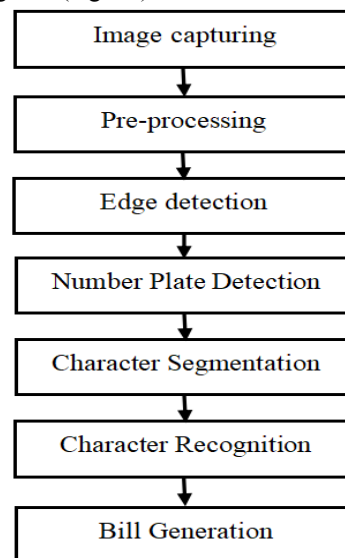 Image capturing
Pre-processing
Edge detection
Number Plate Detection
Character Segmentation
Character Recognition
Bill Generation